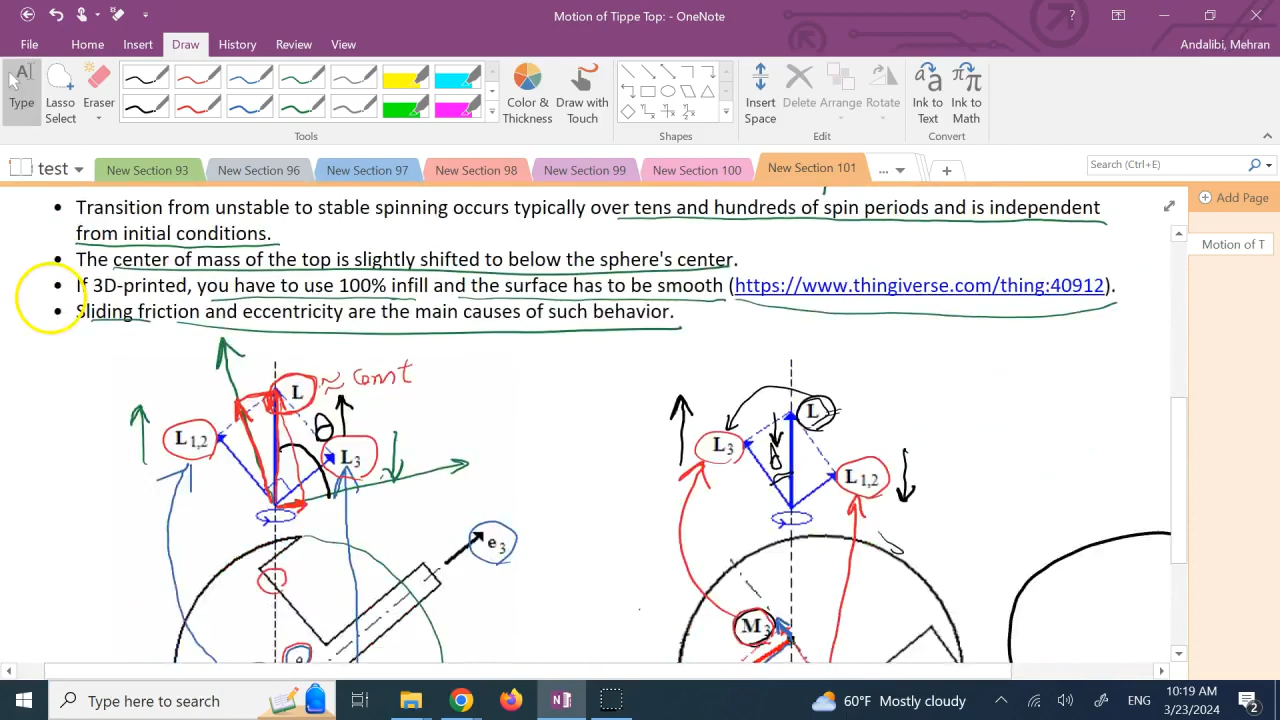 Motion of Tippe Top: - OneNote
?
Andalibi, Mehran
File Home Insert Draw History Review View
Type Lasso Select Eraser Color & Thickness Draw with Touch Insert Space Delete Arrange Rotate Ink to Text Ink to Math
Tools Shapes Edit Convert
test New Section 93 New Section 96 New Section 97 New Section 98 New Section 99 New Section 100 New Section 101 ... + Search (Ctrl+E)
Add Page
Motion of T
• Transition from unstable to stable spinning occurs typically over tens and hundreds of spin periods and is independent
from initial conditions.
• The center of mass of the top is slightly shifted to below the sphere's center.
• If 3D-printed, you have to use 100% infill and the surface has to be smooth (https://www.thingiverse.com/thing:40912).
• Sliding friction and eccentricity are the main causes of such behavior.
L ≈ const
L1,2
θ
L3
e3
L
L3
L1,2
M3
Type here to search
60°F Mostly cloudy
ENG
10:19 AM
3/23/2024
2